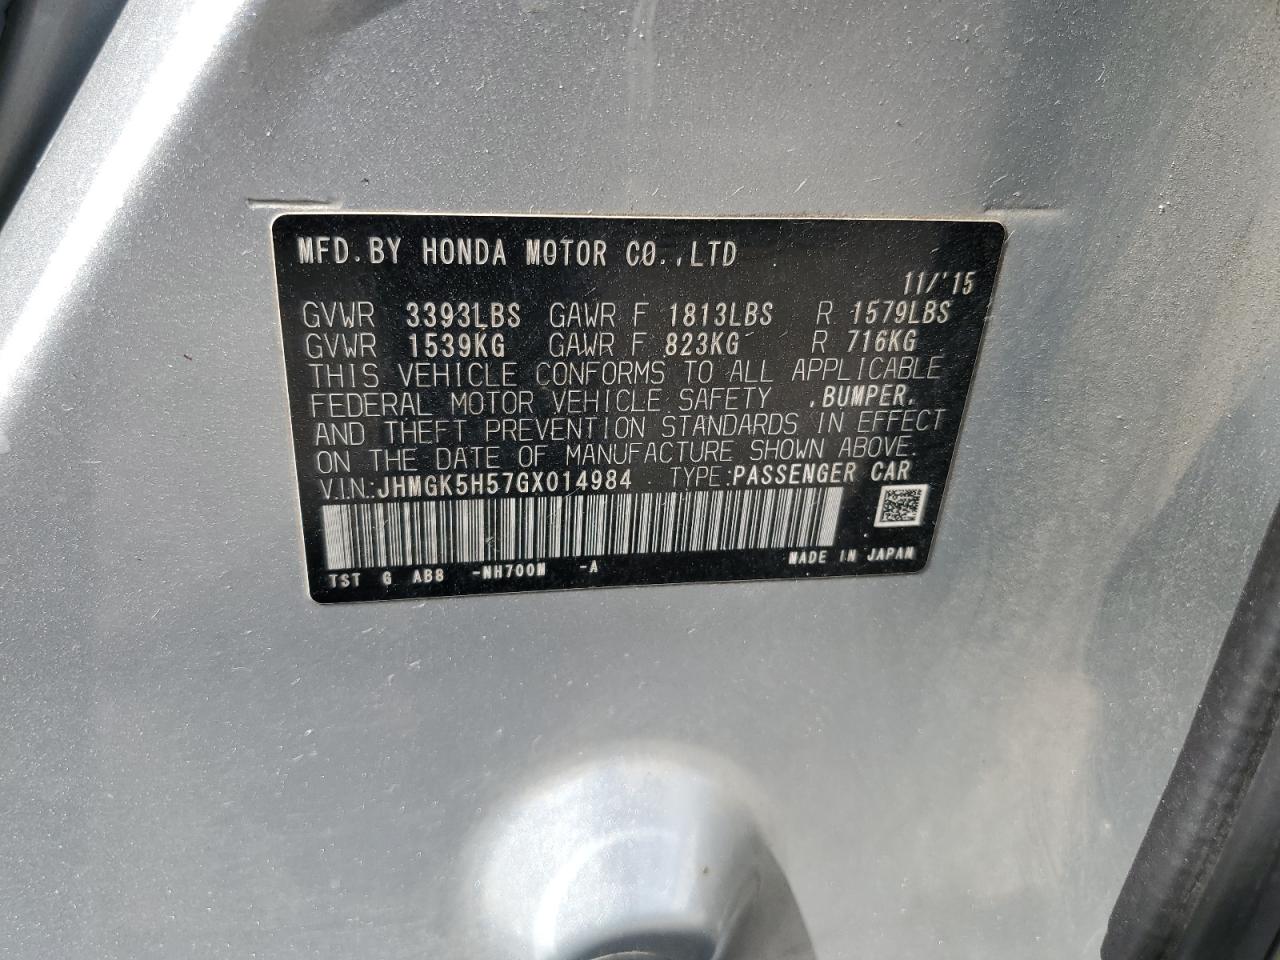 MFD.BY HONDA MOTOR CO.,LTD
11/'15
GVWR 3393LBS GAWR F 1813LBS R 1579LBS
GVWR 1539KG GAWR F 823KG R 716KG
THIS VEHICLE CONFORMS TO ALL APPLICABLE
FEDERAL MOTOR VEHICLE SAFETY ,BUMPER,
AND THEFT PREVENTION STANDARDS IN EFFECT
ON THE DATE OF MANUFACTURE SHOWN ABOVE.
V.I.N.:JHMGK5H57GX014984 TYPE:PASSENGER CAR
MADE IN JAPAN
TST G AB8 -NH700M -A